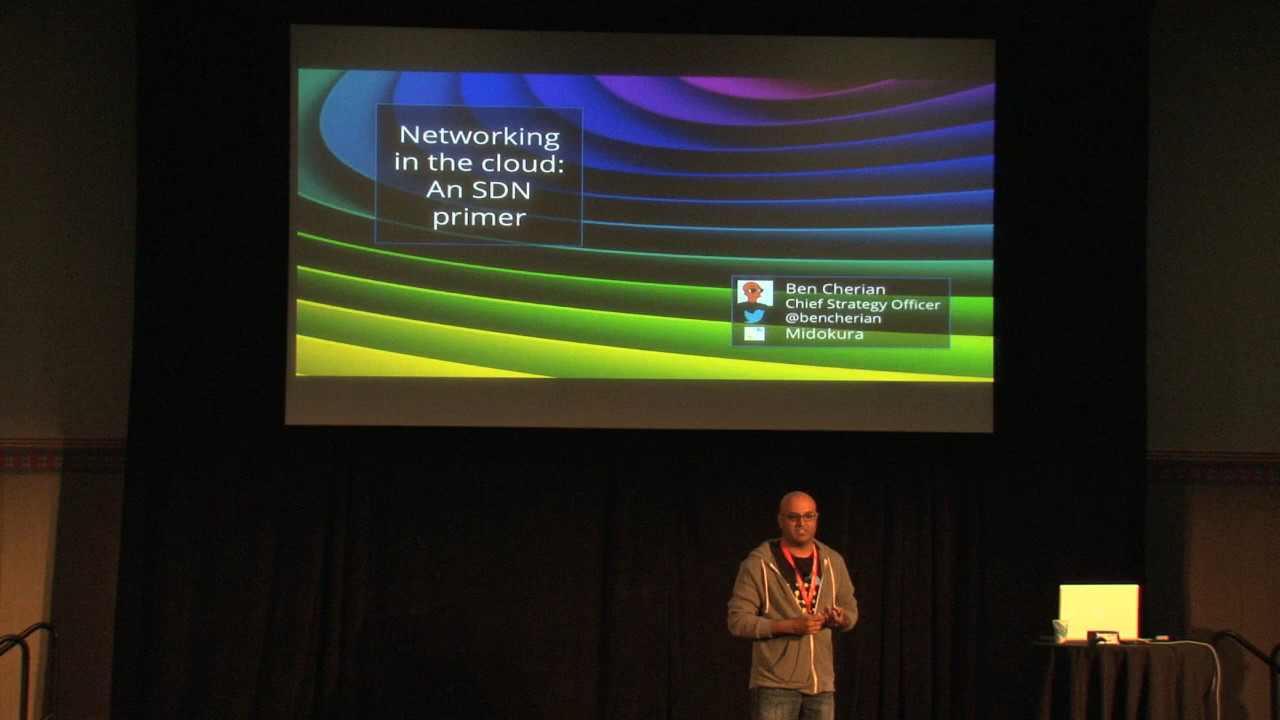 Networking
in the cloud:
An SDN
primer
Ben Cherian
Chief Strategy Officer
@bencherian
Midokura